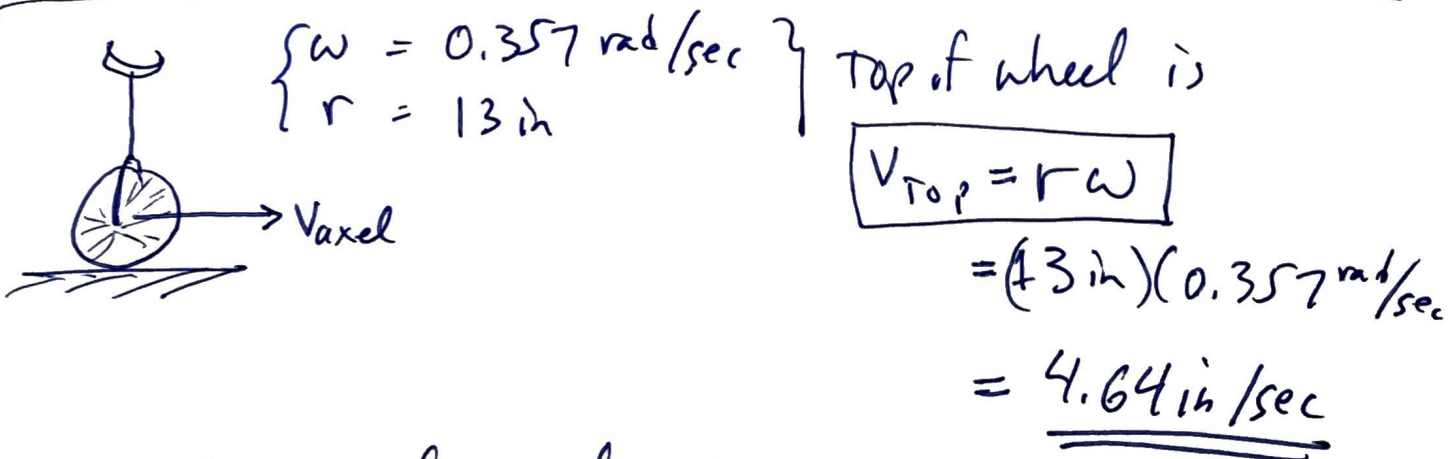 ω = 0.357 rad/sec
r = 13 in
Top of wheel is
V_Top = rω
Vaxel
= (13 in)(0.357 rad/sec
= 4.64 in/sec